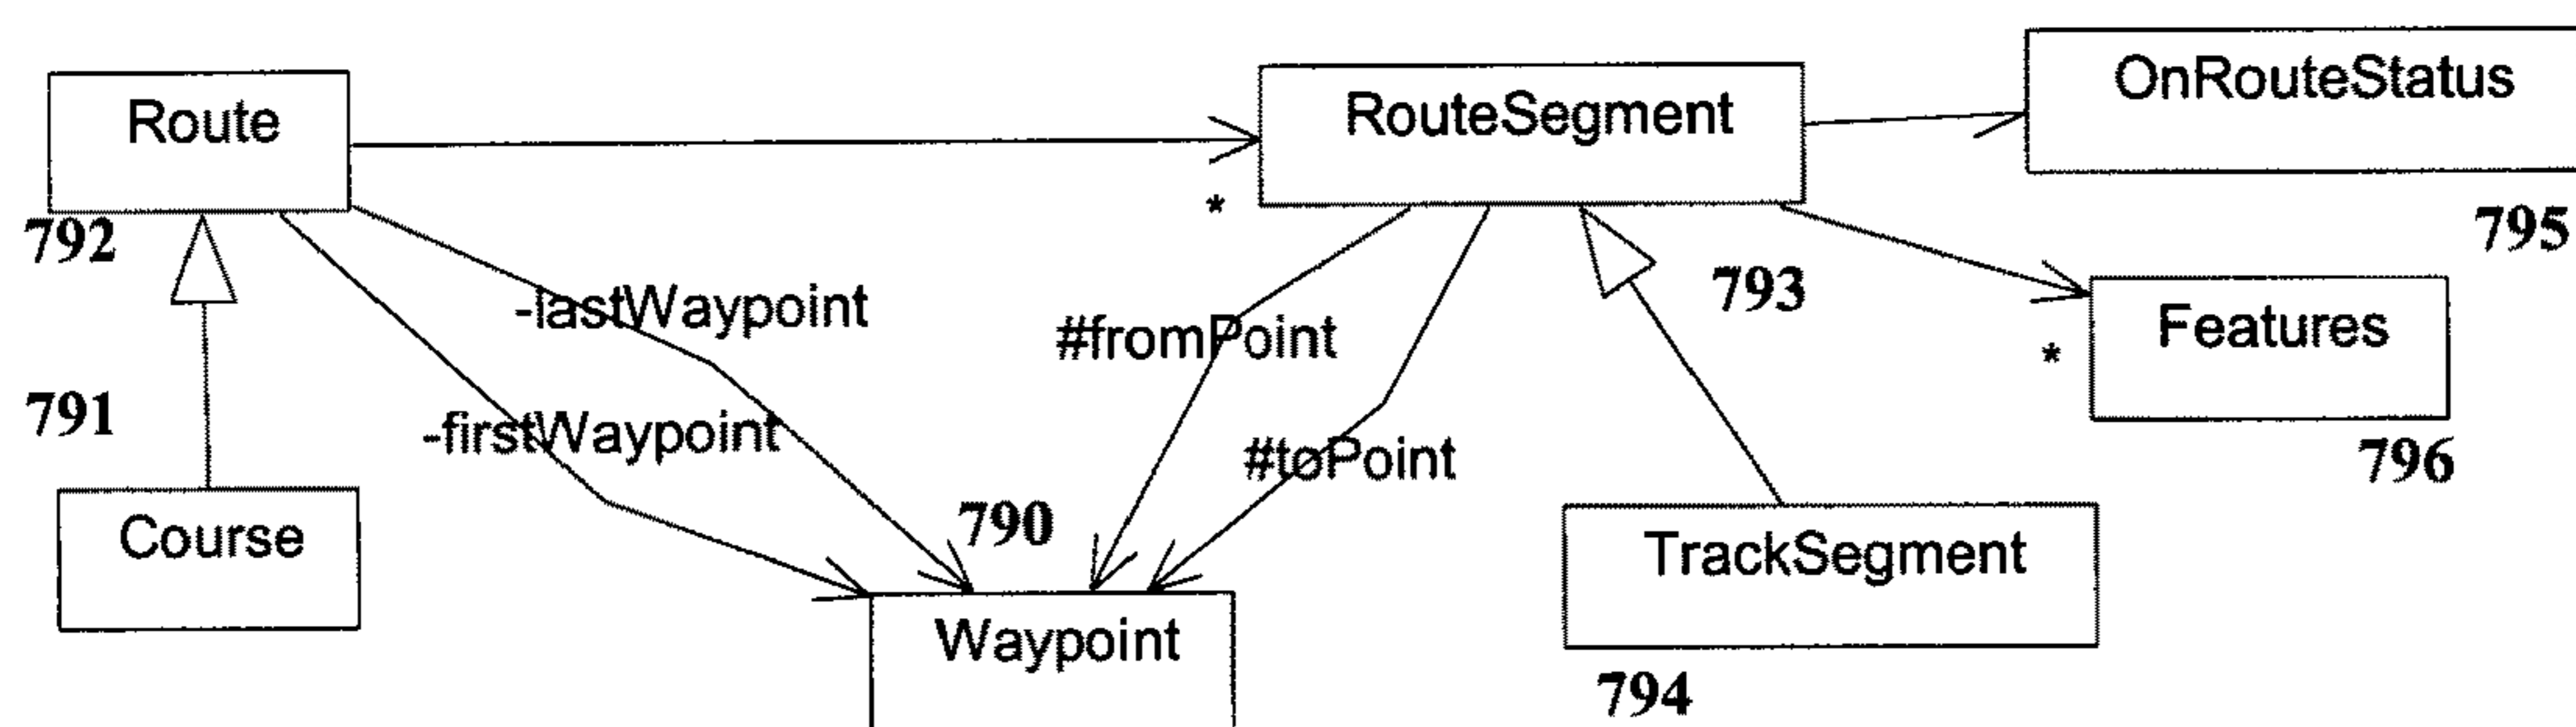 Route
RouteSegment
OnRouteStatus
*
792
795
-lastWaypoint
#fromPoint
793
Features
*
791
-firstWaypoint
#toPoint
796
Course
790
TrackSegment
Waypoint
794